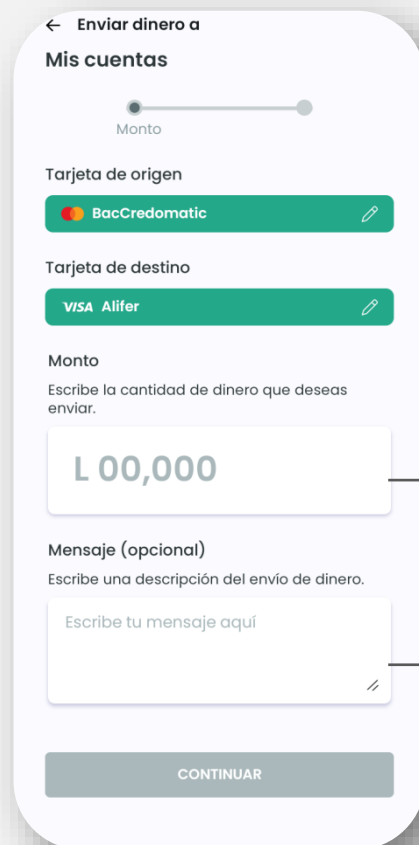 ← Enviar dinero a
Mis cuentas
Monto
Tarjeta de origen
BacCredomatic
Tarjeta de destino
VISA Alifer
Monto
Escribe la cantidad de dinero que deseas
enviar.
L 00,000
Mensaje (opcional)
Escribe una descripción del envío de dinero.
Escribe tu mensaje aquí
CONTINUAR